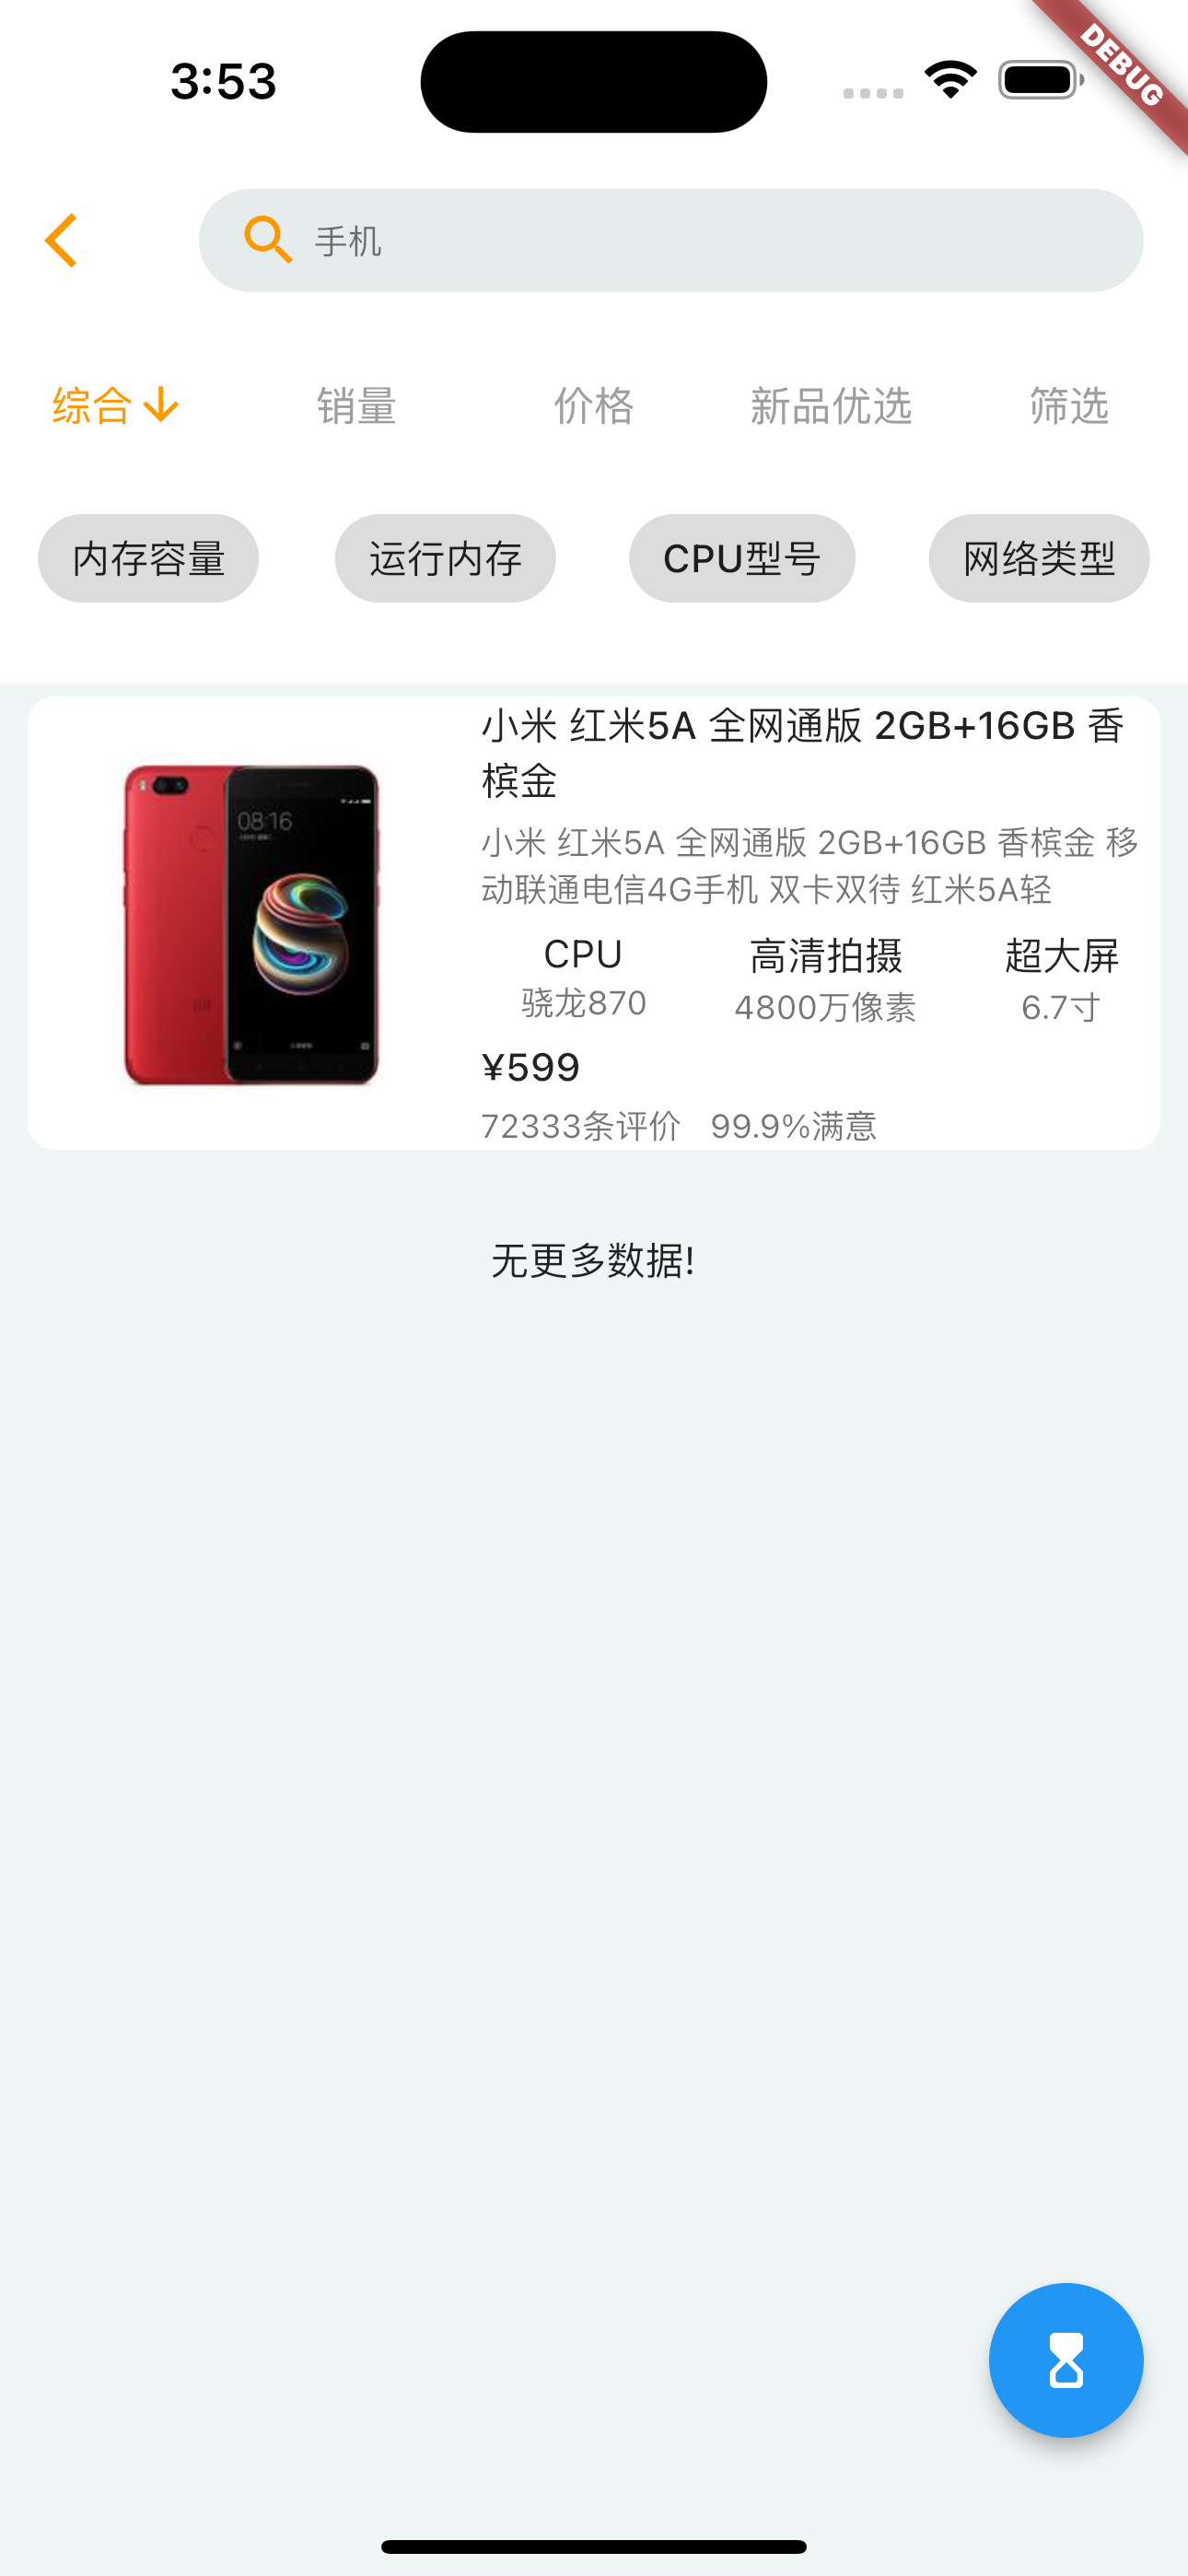 3:53
DEBUG
手机
综合 销量 价格 新品优选 筛选
内存容量 运行内存 CPU型号 网络类型
小米 红米5A 全网通版 2GB+16GB 香
槟金
小米 红米5A 全网通版 2GB+16GB 香槟金 移
动联通电信4G手机 双卡双待 红米5A轻
CPU 高清拍摄 超大屏
骁龙870 4800万像素 6.7寸
¥599
72333条评价 99.9%满意
08:16
无更多数据!